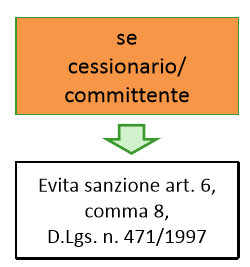 se
cessionario/
committente
Evita sanzione art. 6,
comma 8,
D.Lgs. n. 471/1997